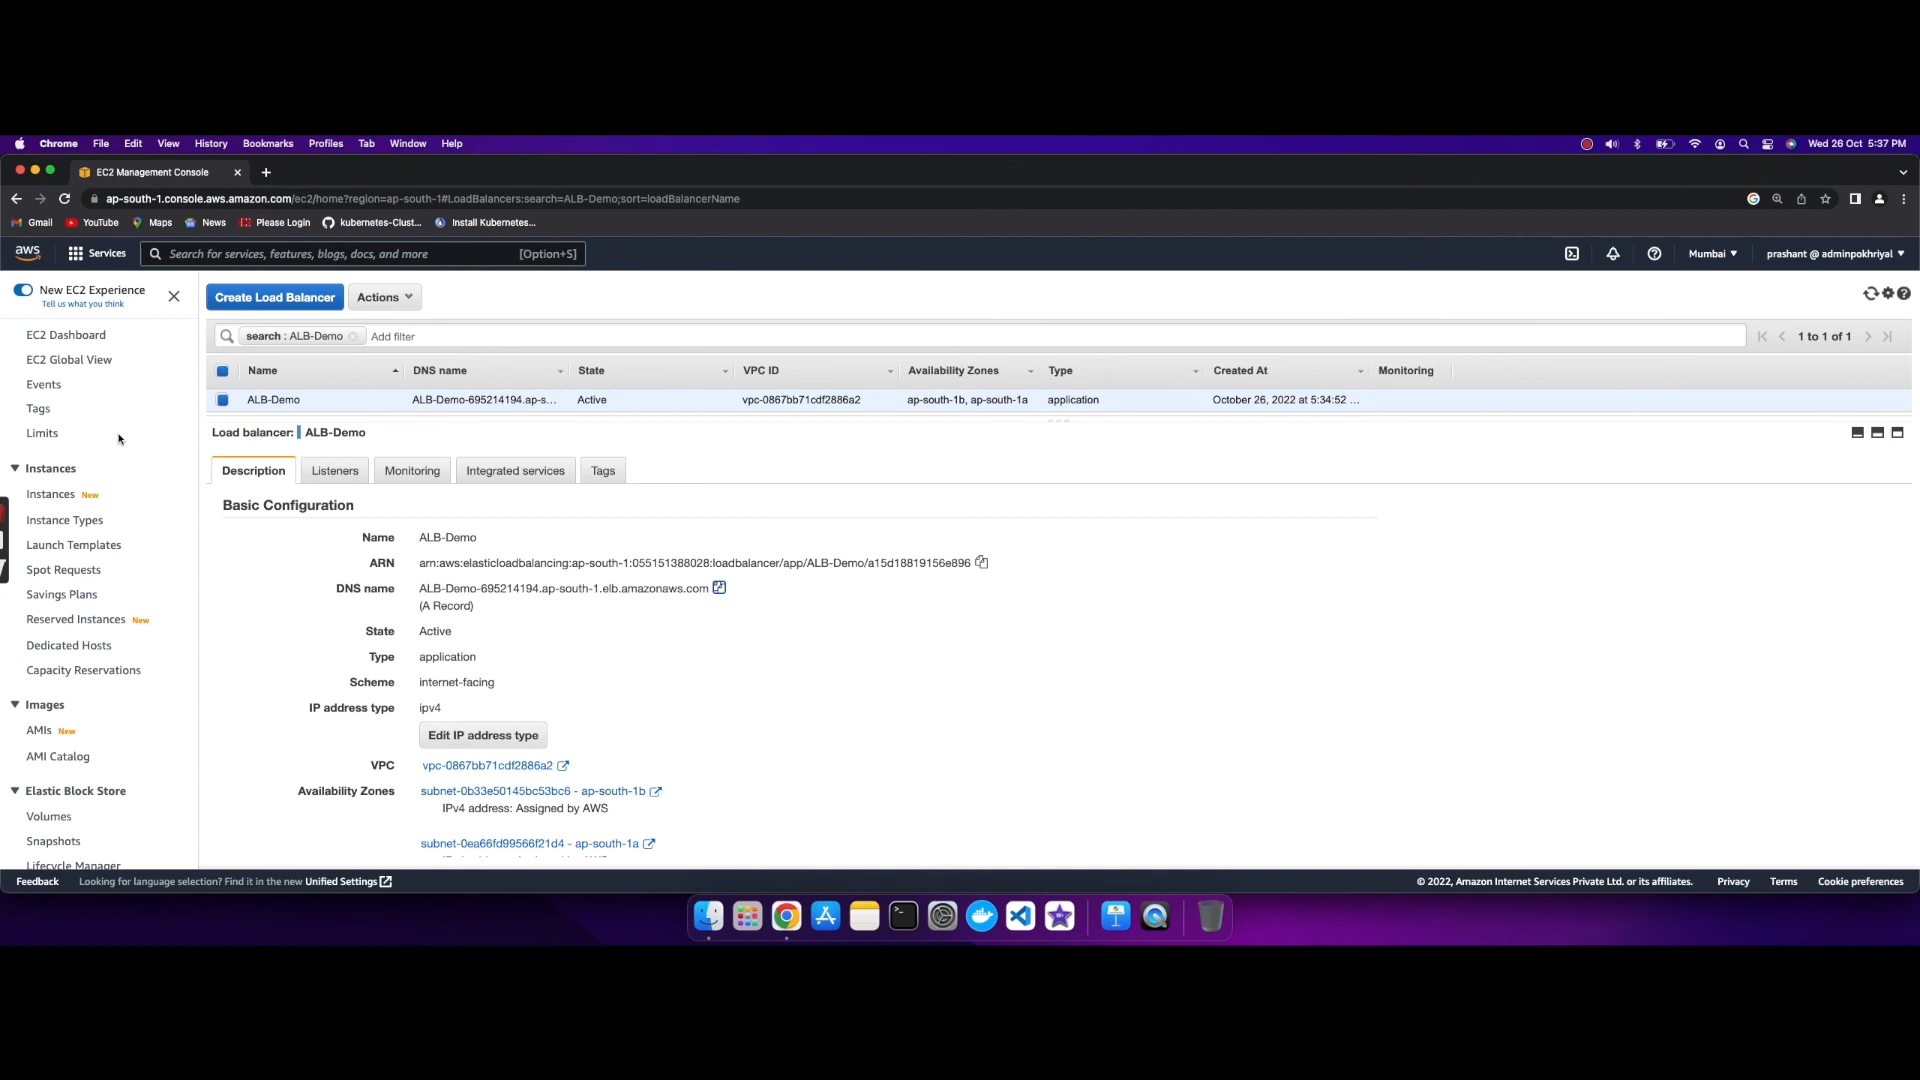 Chrome File Edit View History Bookmarks Profiles Tab Window Help Wed 26 Oct 5:37 PM
EC2 Management Console
ap-south-1.console.aws.amazon.com/ec2/home?region=ap-south-1#LoadBalancers:search=ALB-Demo;sort=loadBalancerName
Gmail YouTube Maps News Please Login kubernetes-Clust... Install Kubernetes...
aws Services Search for services, features, blogs, docs, and more [Option+S] Mumbai prashant @ adminpokhriyal
New EC2 Experience
Tell us what you think
EC2 Dashboard
EC2 Global View
Events
Tags
Limits
Instances
Instances New
Instance Types
Launch Templates
Spot Requests
Savings Plans
Reserved Instances New
Dedicated Hosts
Capacity Reservations
Images
AMIs New
AMI Catalog
Elastic Block Store
Volumes
Snapshots
Lifecycle Manager
Create Load Balancer Actions
search : ALB-Demo Add filter 1 to 1 of 1
Name DNS name State VPC ID Availability Zones Type Created At Monitoring
ALB-Demo ALB-Demo-695214194.ap-s... Active vpc-0867bb71cdf2886a2 ap-south-1b, ap-south-1a application October 26, 2022 at 5:34:52 ...
Load balancer: ALB-Demo
Description Listeners Monitoring Integrated services Tags
Basic Configuration
Name ALB-Demo
ARN arn:aws:elasticloadbalancing:ap-south-1:055151388028:loadbalancer/app/ALB-Demo/a15d18819156e896
DNS name ALB-Demo-695214194.ap-south-1.elb.amazonaws.com
(A Record)
State Active
Type application
Scheme internet-facing
IP address type ipv4
Edit IP address type
VPC vpc-0867bb71cdf2886a2
Availability Zones subnet-0b33e50145bc53bc6 - ap-south-1b
IPv4 address: Assigned by AWS
subnet-0ea66fd99566f21d4 - ap-south-1a
Feedback Looking for language selection? Find it in the new Unified Settings © 2022, Amazon Internet Services Private Ltd. or its affiliates. Privacy Terms Cookie preferences